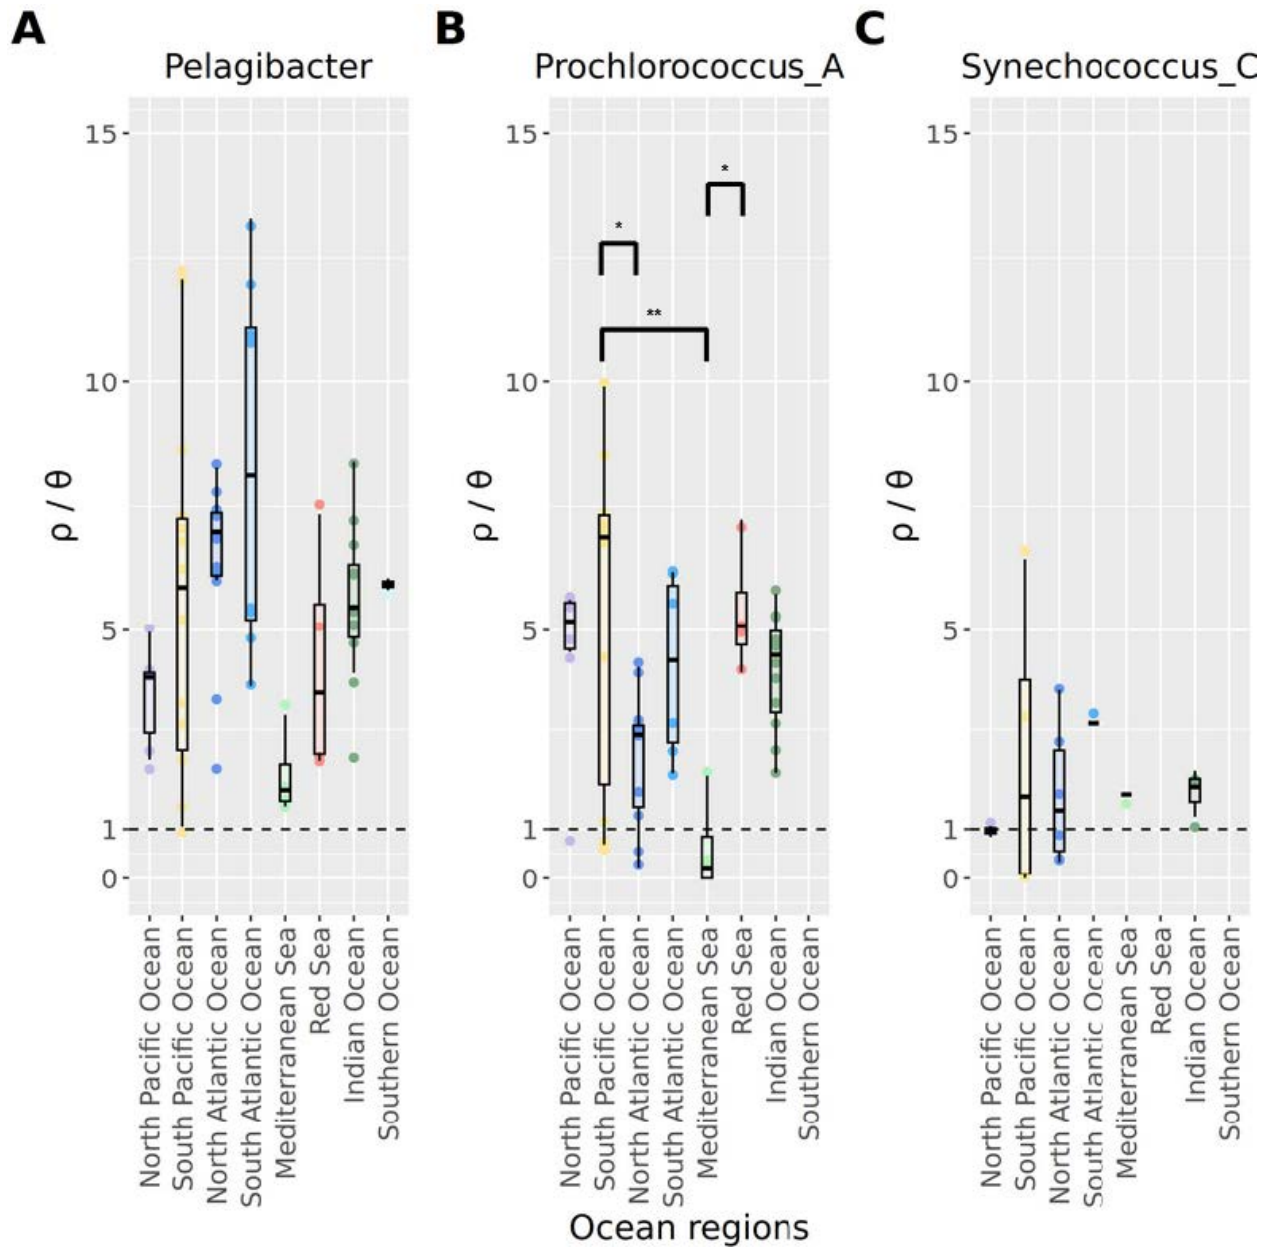 A
B
C
Pelagibacter
Prochlorococcus_A
Synechococcus_C
15
10
5
1
0
ρ / θ
15
10
5
1
0
ρ / θ
*
*
**
15
10
5
1
0
ρ / θ
North Pacific Ocean
South Pacific Ocean
North Atlantic Ocean
South Atlantic Ocean
Mediterranean Sea
Red Sea
Indian Ocean
Southern Ocean
North Pacific Ocean
South Pacific Ocean
North Atlantic Ocean
South Atlantic Ocean
Mediterranean Sea
Red Sea
Indian Ocean
Southern Ocean
North Pacific Ocean
South Pacific Ocean
North Atlantic Ocean
South Atlantic Ocean
Mediterranean Sea
Red Sea
Indian Ocean
Southern Ocean
Ocean regions